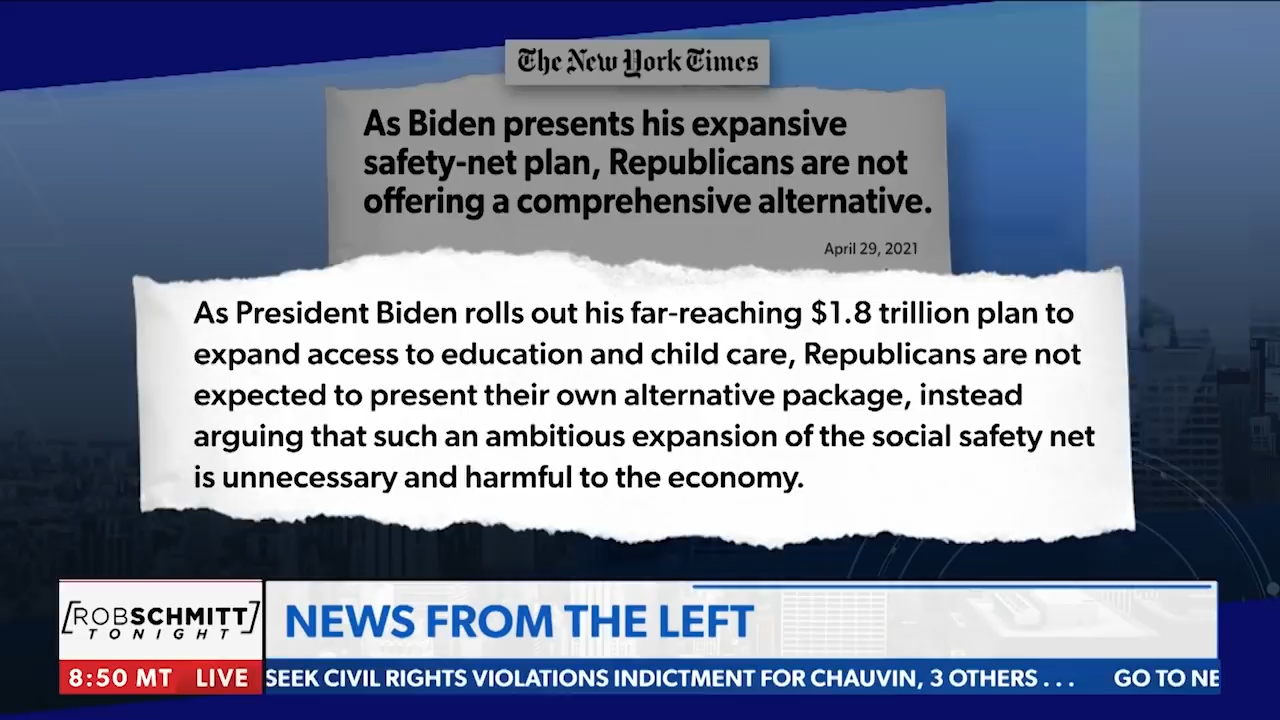 The New York Times
As Biden presents his expansive
safety-net plan, Republicans are not
offering a comprehensive alternative.
April 29, 2021
As President Biden rolls out his far-reaching $1.8 trillion plan to
expand access to education and child care, Republicans are not
expected to present their own alternative package, instead
arguing that such an ambitious expansion of the social safety net
is unnecessary and harmful to the economy.
[ROBSCHMITT]
TONIGHT
NEWS FROM THE LEFT
8:50 MT LIVE
SEEK CIVIL RIGHTS VIOLATIONS INDICTMENT FOR CHAUVIN, 3 OTHERS . . . GO TO NE